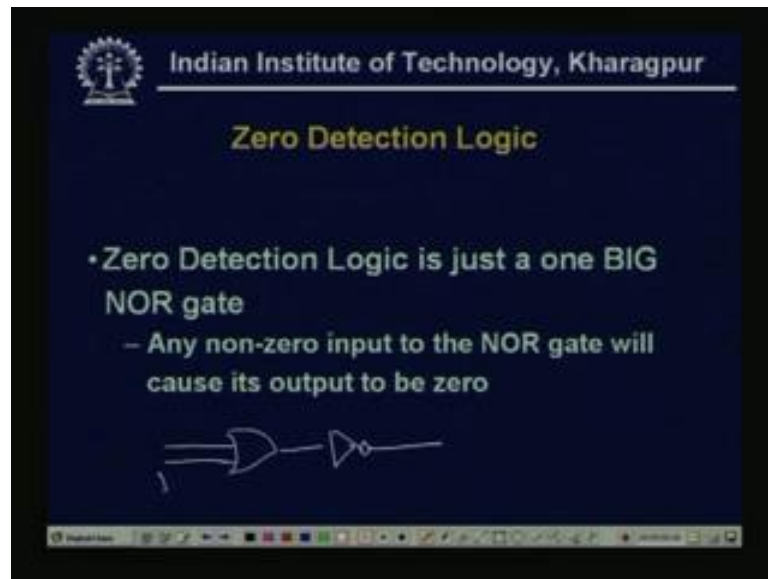 Indian Institute of Technology, Kharagpur
Zero Detection Logic
•Zero Detection Logic is just a one BIG
NOR gate
– Any non-zero input to the NOR gate will
cause its output to be zero